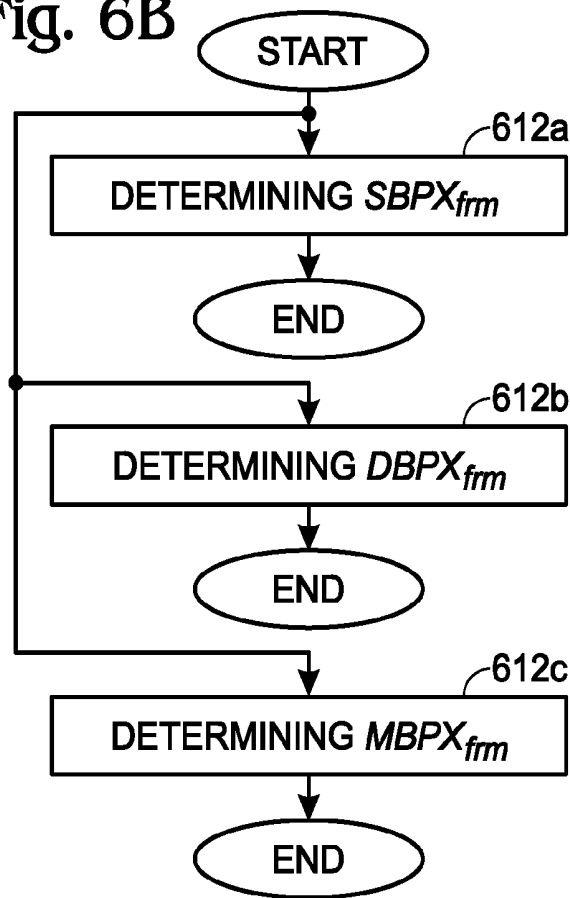 Fig. 6B
START
612a
DETERMINING SBPXfrm
END
612b
DETERMINING DBPXfrm
END
612c
DETERMINING MBPXfrm
END